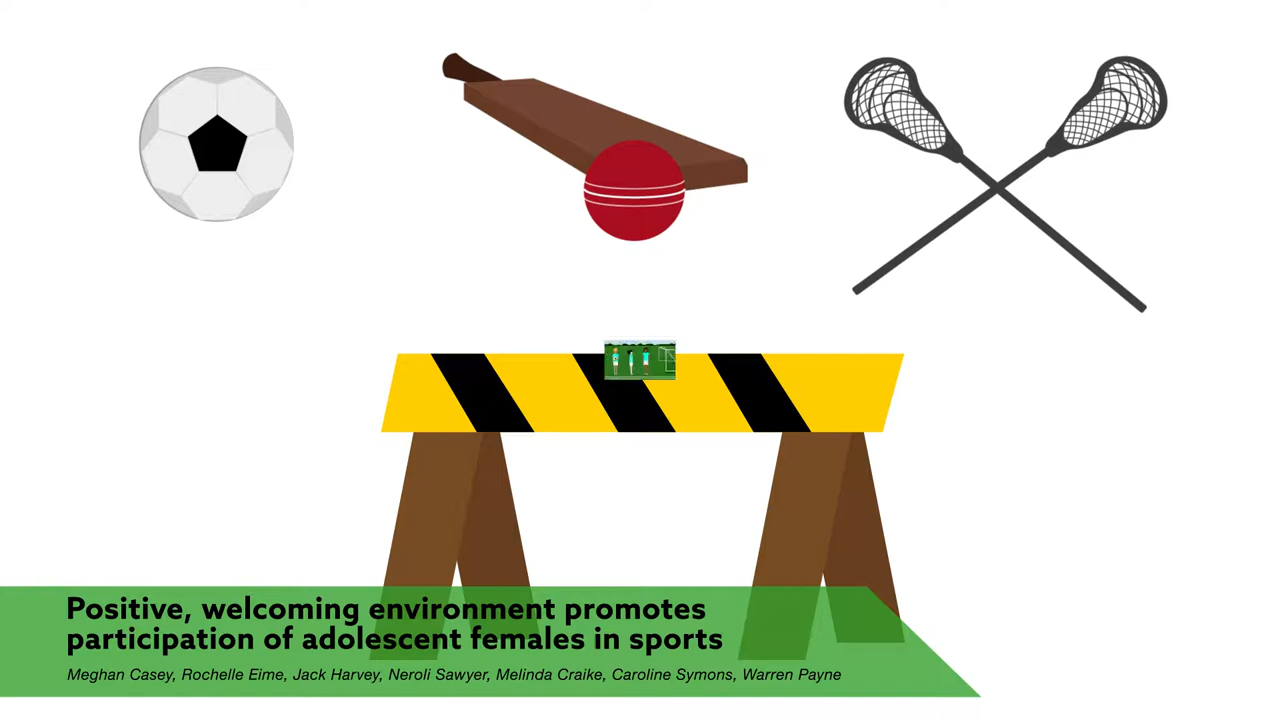 Positive, welcoming environment promotes
participation of adolescent females in sports
Meghan Casey, Rochelle Eime, Jack Harvey, Neroli Sawyer, Melinda Craike, Caroline Symons, Warren Payne